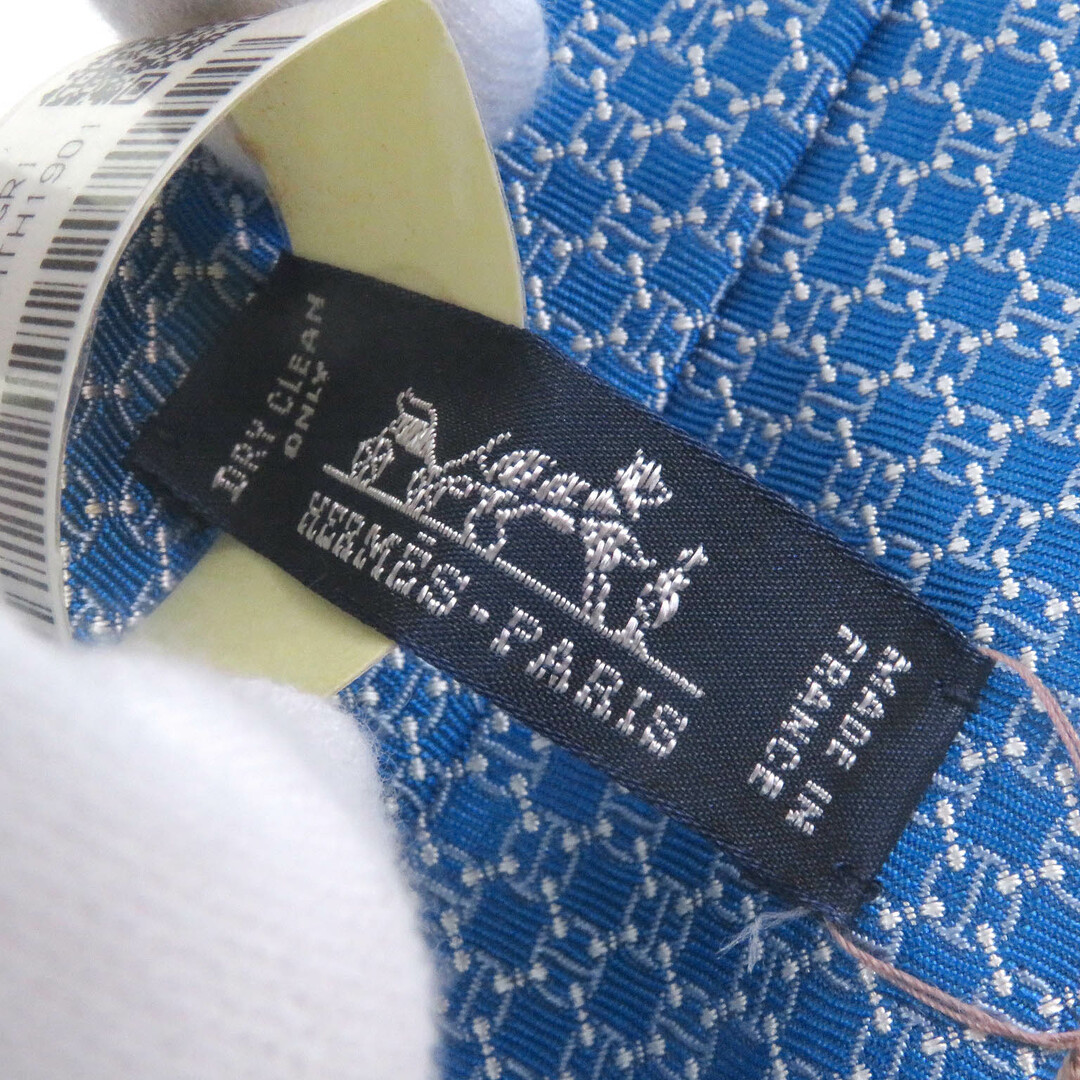 DRY CLEAN
ONLY
HERMÈS-PARIS
MADE IN
FRANCE